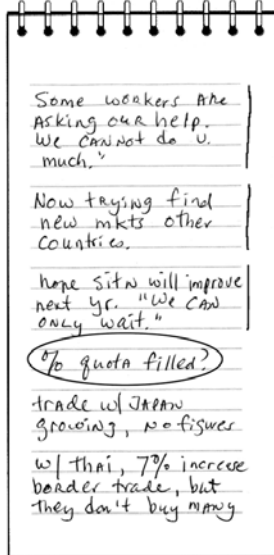 Some workers are
asking our help.
We cannot do v.
much."
Now trying find
new mkts other
countries.
hope sitn will improve
next yr. "We can
only wait."
% quota filled?
trade w/ Japan
growing, no figures
w/ Thai, 7% increase
border trade, but
they don't buy many